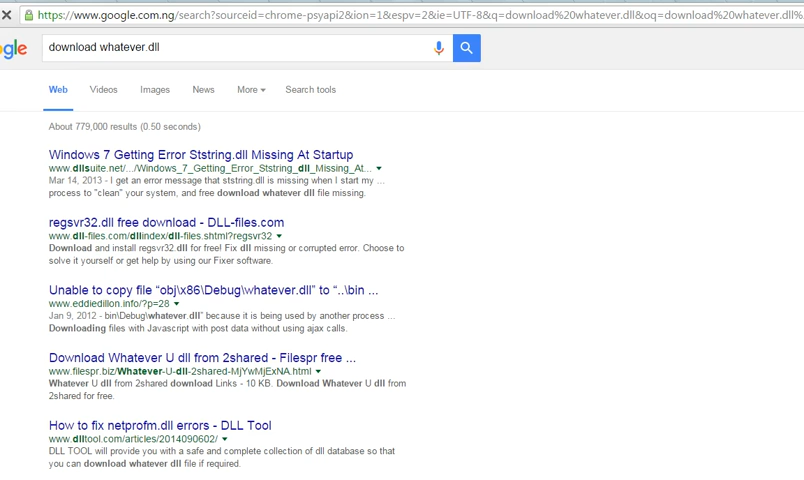 https://www.google.com.ng/search?sourceid=chrome-psyapi2&ion=1&espv=2&ie=UTF-8&q=download%20whatever.dll&oq=download%20whatever.dll%
gle
download whatever.dll
Web Videos Images News More Search tools
About 779,000 results (0.50 seconds)
Windows 7 Getting Error Ststring.dll Missing At Startup
www.dllsuite.net/.../Windows_7_Getting_Error_Ststring_dll_Missing_At...
Mar 14, 2013 - I get an error message that ststring.dll is missing when I start my ...
process to "clean" your system, and free download whatever dll file missing.
regsvr32.dll free download - DLL-files.com
www.dll-files.com/dllindex/dll-files.shtml?regsvr32
Download and install regsvr32.dll for free! Fix dll missing or corrupted error. Choose to
solve it yourself or get help by using our Fixer software.
Unable to copy file “obj\x86\Debug\whatever.dll” to “..\bin ...
www.eddiedillon.info/?p=28
Jan 9, 2012 - bin\Debug\whatever.dll” because it is being used by another process ...
Downloading files with Javascript with post data without using ajax calls.
Download Whatever U dll from 2shared - Filespr free ...
www.filespr.biz/Whatever-U-dll-2shared-MjYwMjExNA.html
Whatever U dll from 2shared download Links - 10 KB. Download Whatever U dll from
2shared for free.
How to fix netprofm.dll errors - DLL Tool
www.dlltool.com/articles/2014090602/
DLL TOOL will provide you with a safe and complete collection of dll database so that
you can download whatever dll file if required.